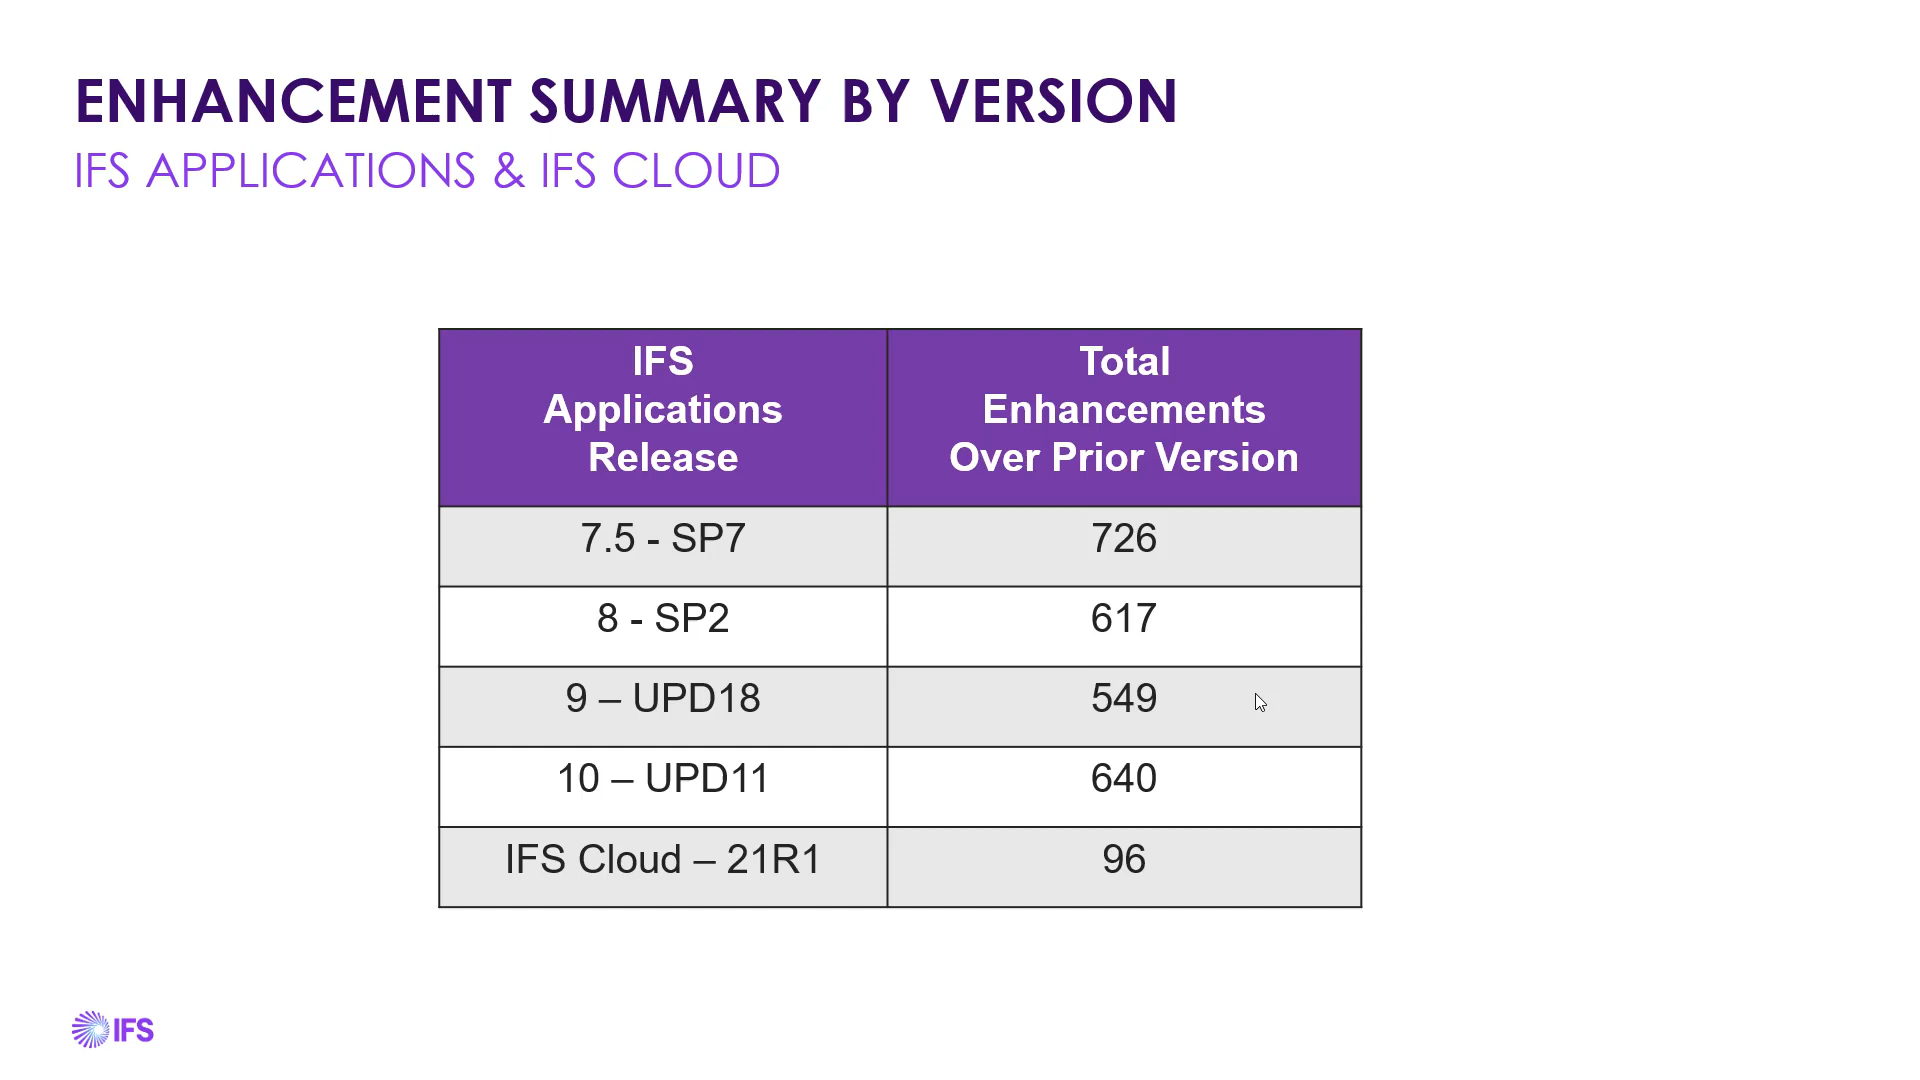 ENHANCEMENT SUMMARY BY VERSION
IFS APPLICATIONS & IFS CLOUD
IFS
Applications
Release
Total
Enhancements
Over Prior Version
7.5 - SP7
726
8 - SP2
617
9 – UPD18
549
10 – UPD11
640
IFS Cloud – 21R1
96
IFS